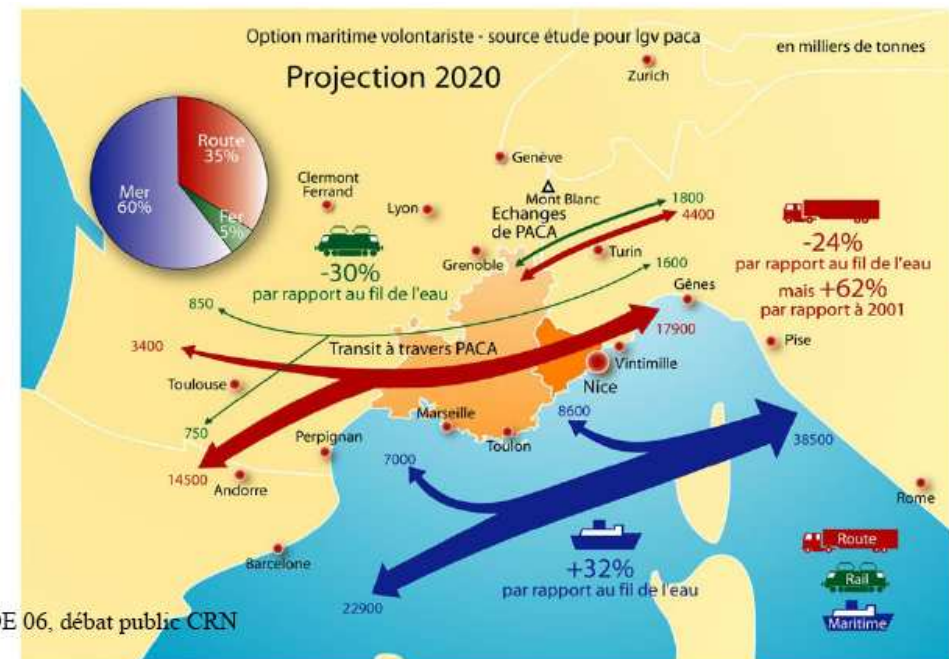 Option maritime volontariste - source étude pour lgv paca
en milliers de tonnes
Projection 2020
Zurich
Route
35%
Mer
60%
Fer
5%
Genève
Mont Blanc
Clermont
Ferrand
Lyon
Echanges
de PACA
1800
4400
-24%
par rapport au fil de l'eau
mais +62%
par rapport à 2001
Grenoble
Turin
-30%
par rapport au fil de l'eau
1600
850
Gênes
17900
3400
Transit à travers PACA
Pise
Vintimille
Nice
Toulouse
750
Marseille
8600
Toulon
38500
Perpignan
7000
14500
Andorre
Rome
Route
Barcelone
+32%
par rapport au fil de l'eau
Rail
22900
Maritime
E 06, débat public CRN